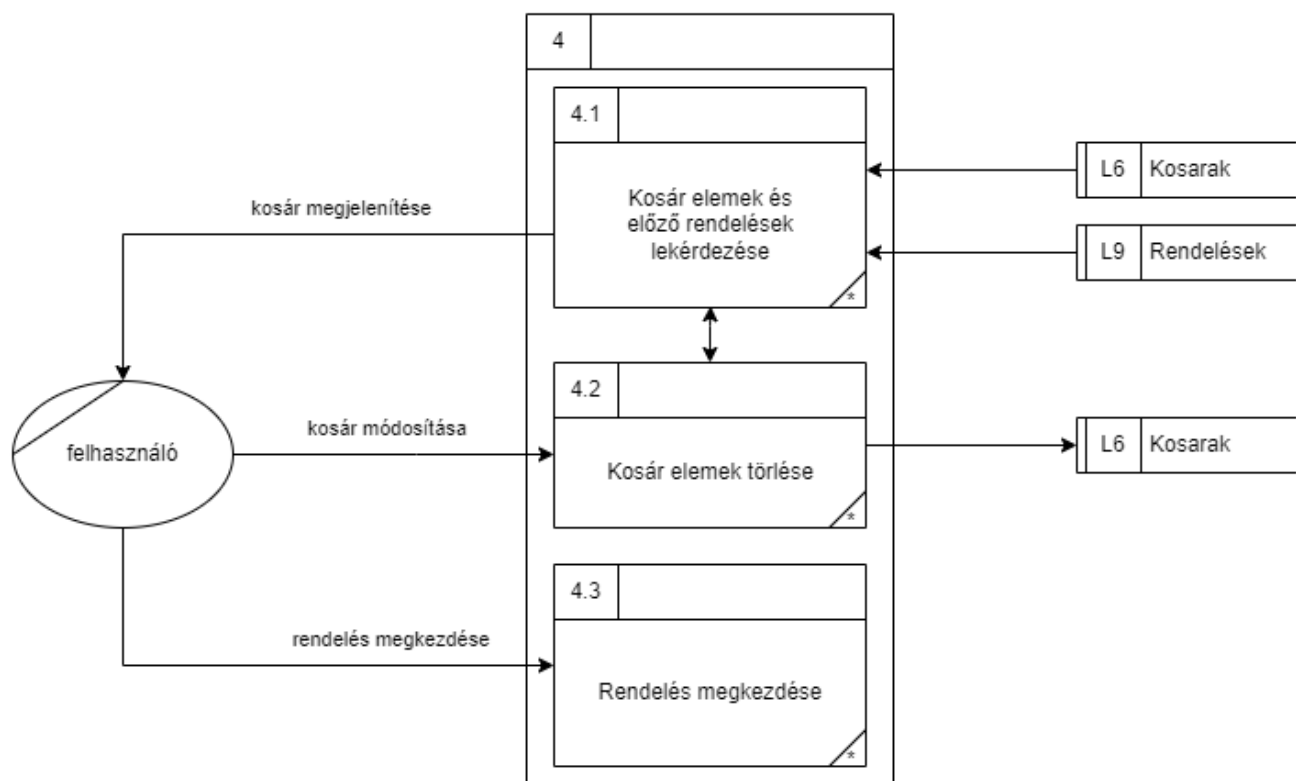 4
4.1
Kosár elemek és
előző rendelések
lekérdezése
*
L6 Kosarak
L9 Rendelések
kosár megjelenítése
felhasználó
kosár módosítása
4.2
Kosár elemek törlése
*
L6 Kosarak
rendelés megkezdése
4.3
Rendelés megkezdése
*